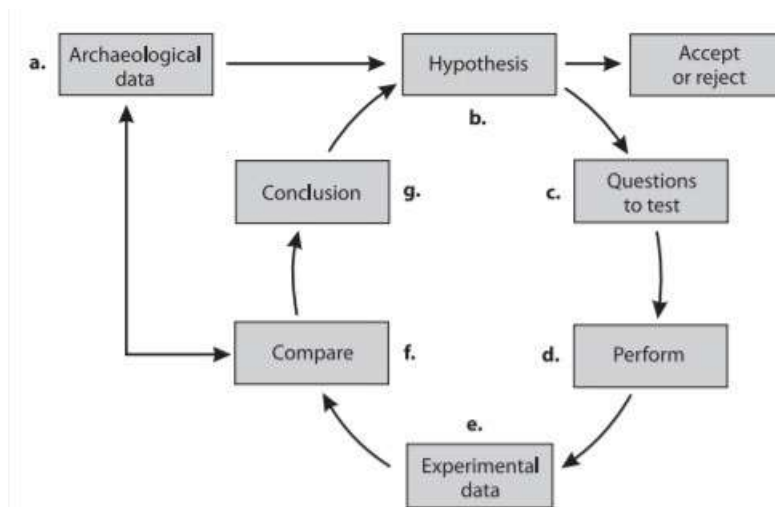 a.
Archaeological
data
Hypothesis
b.
Accept
or reject
Conclusion
g.
c.
Questions
to test
Compare
f.
d.
Perform
e.
Experimental
data